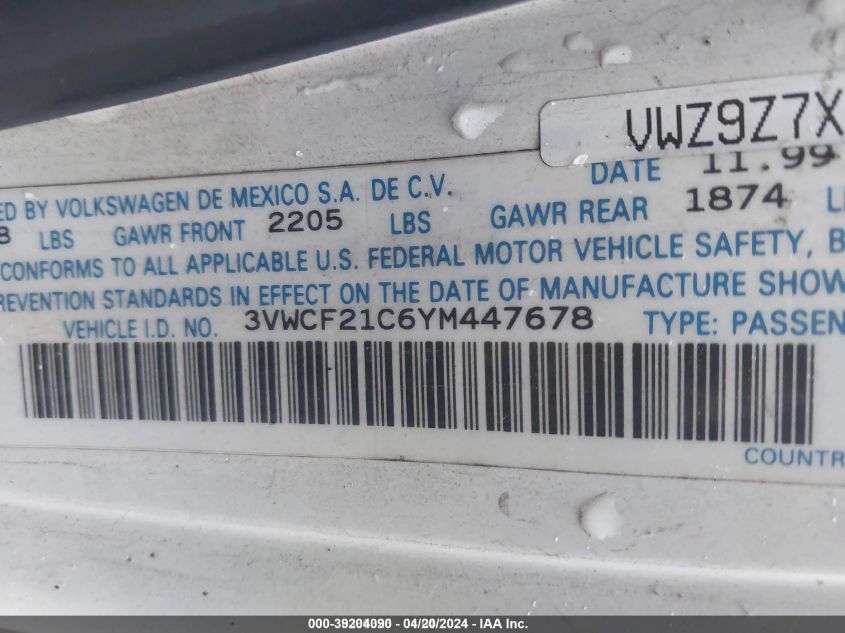 VWZ9Z7X
DATE 11.99
ED BY VOLKSWAGEN DE MEXICO S.A. DE C.V.
8 LBS GAWR FRONT 2205 LBS GAWR REAR 1874 L
CONFORMS TO ALL APPLICABLE U.S. FEDERAL MOTOR VEHICLE SAFETY, B
REVENTION STANDARDS IN EFFECT ON THE DATE OF MANUFACTURE SHOW
VEHICLE I.D. NO. 3VWCF21C6YM447678 TYPE: PASSEN
COUNTR
000-39204090 - 04/20/2024 - IAA Inc.